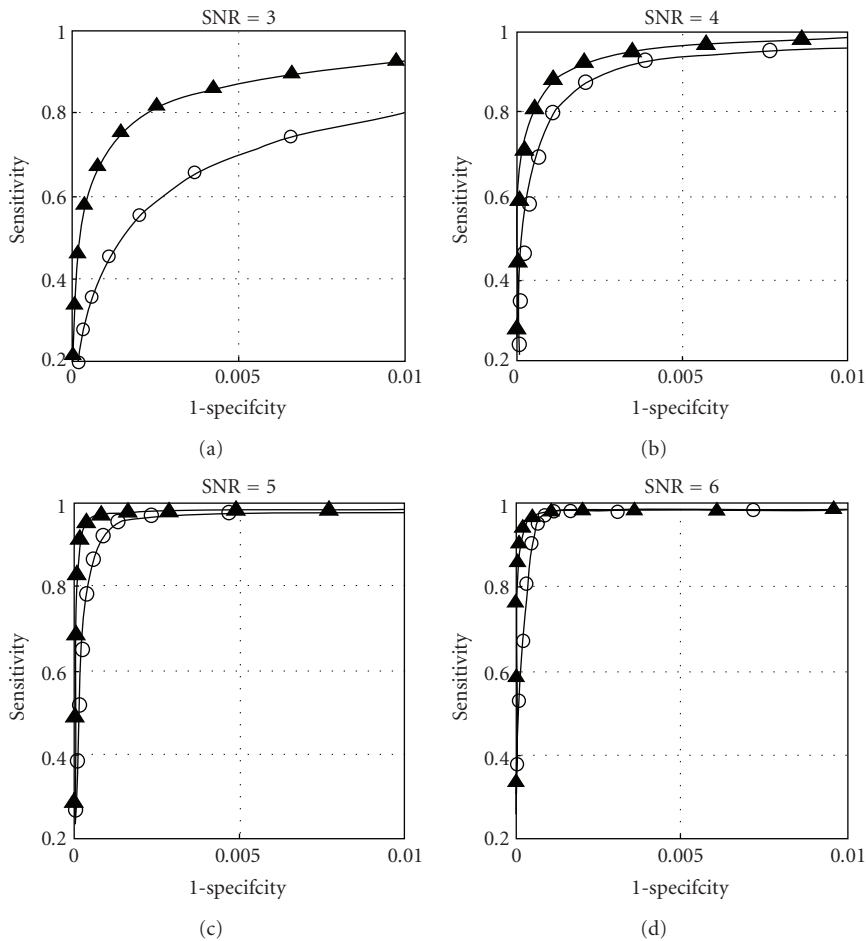 SNR = 3
1
0.8
0.6
0.4
0.2
0
0.005
0.01
Sensitivity
1-specifcity
(a)
SNR = 4
1
0.8
0.6
0.4
0.2
0
0.005
0.01
Sensitivity
1-specifcity
(b)
SNR = 5
1
0.8
0.6
0.4
0.2
0
0.005
0.01
Sensitivity
1-specifcity
(c)
SNR = 6
1
0.8
0.6
0.4
0.2
0
0.005
0.01
Sensitivity
1-specifcity
(d)